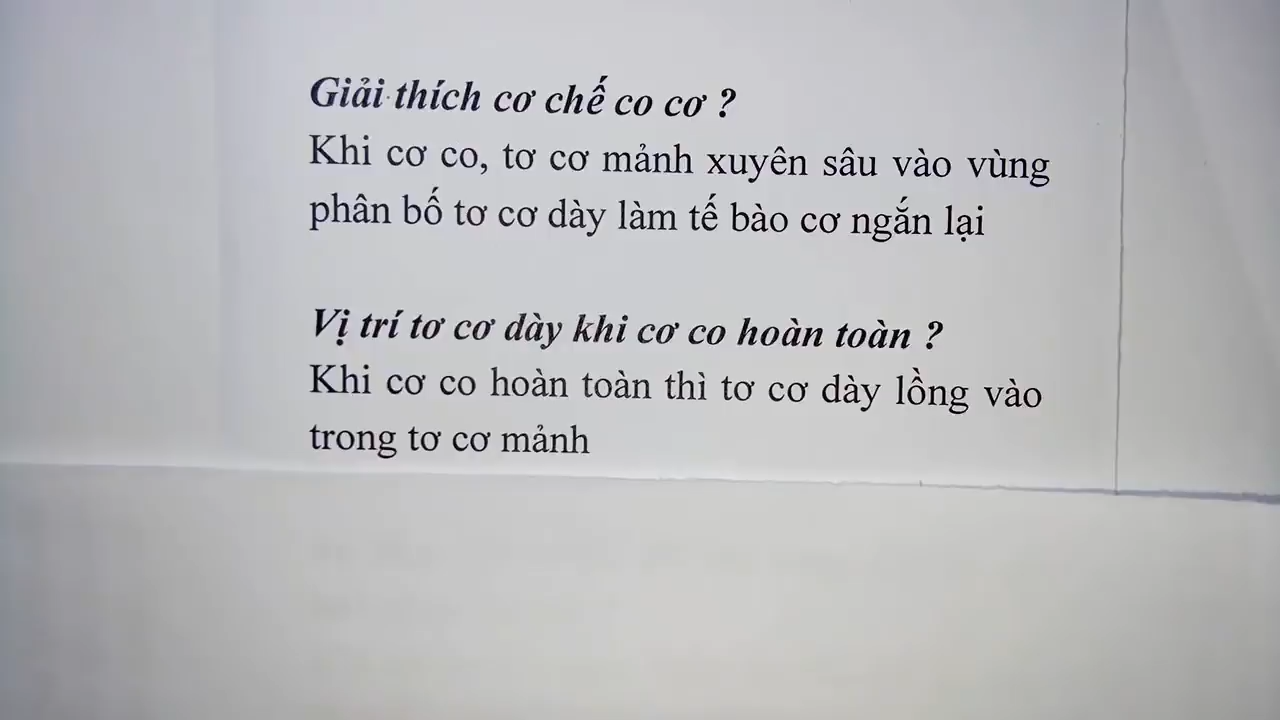 Giải thích cơ chế co cơ ?
Khi cơ co, tơ cơ mảnh xuyên sâu vào vùng
phân bố tơ cơ dày làm tế bào cơ ngắn lại
Vị trí tơ cơ dày khi cơ co hoàn toàn ?
Khi cơ co hoàn toàn thì tơ cơ dày lồng vào
trong tơ cơ mảnh